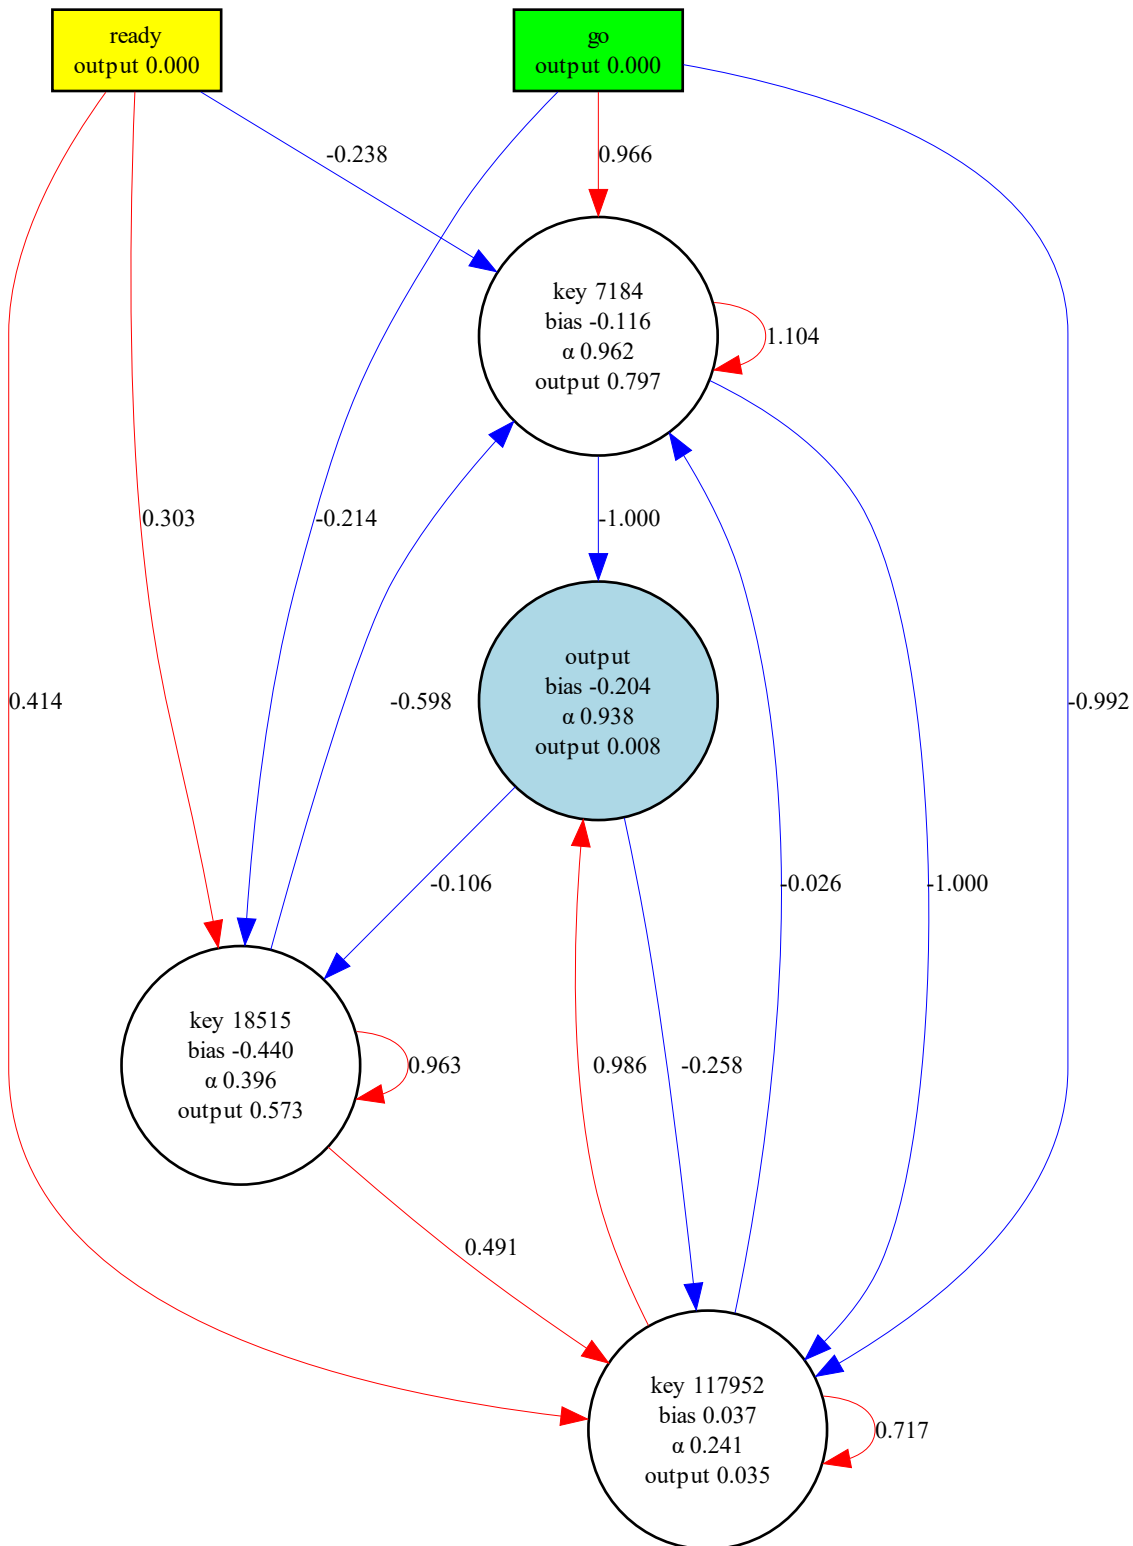 ready
output 0.000
go
output 0.000
-0.238
0.966
key 7184
bias -0.116
α 0.962
output 0.797
1.104
0.303
-0.214
-1.000
0.414
-0.598
output
bias -0.204
α 0.938
output 0.008
-0.992
-0.106
-0.026
-1.000
key 18515
bias -0.440
α 0.396
output 0.573
0.963
0.986
-0.258
0.491
key 117952
bias 0.037
α 0.241
output 0.035
0.717